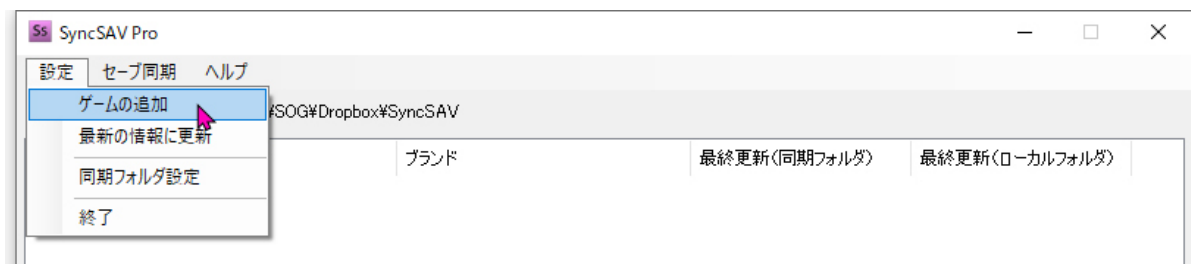 Ss SyncSAV Pro
設定 セーブ同期 ヘルプ
ゲームの追加
¥SOG¥Dropbox¥SyncSAV
最新の情報に更新
ブランド 最終更新(同期フォルダ) 最終更新(ローカルフォルダ)
同期フォルダ設定
終了